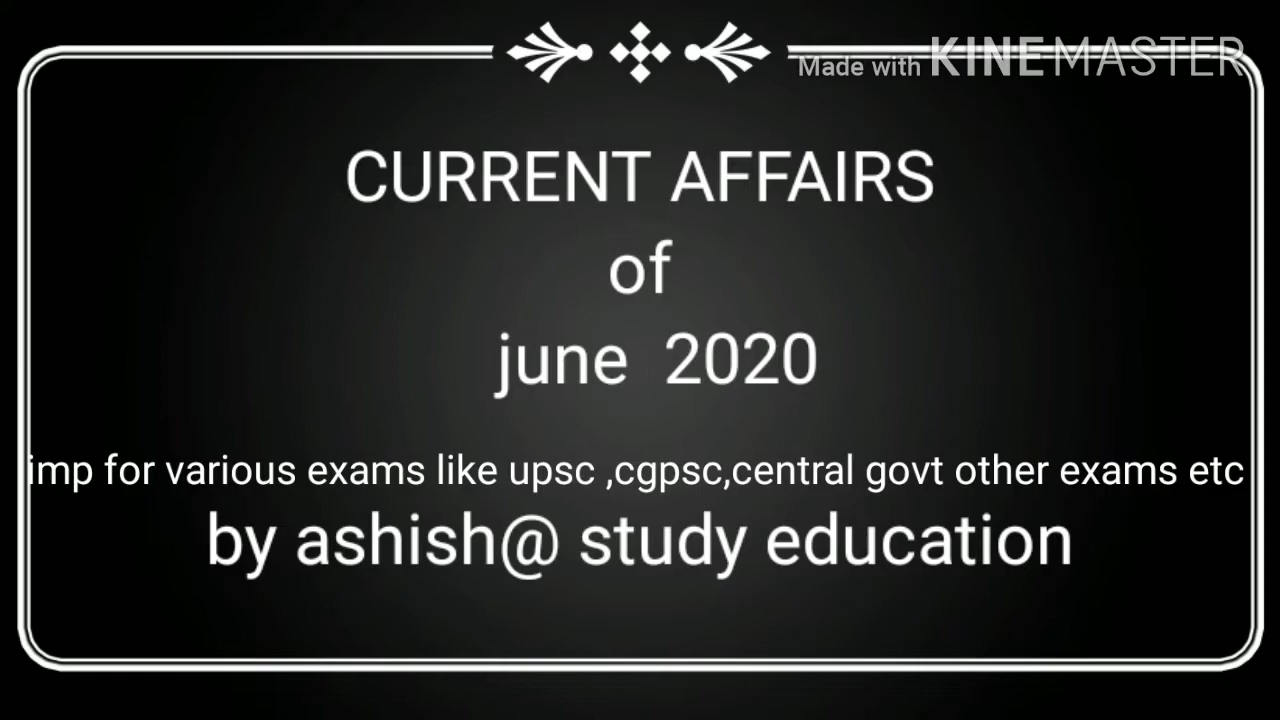 Made with KINEMASTER
CURRENT AFFAIRS
of
june 2020
imp for various exams like upsc ,cgpsc,central govt other exams etc
by ashish@ study education